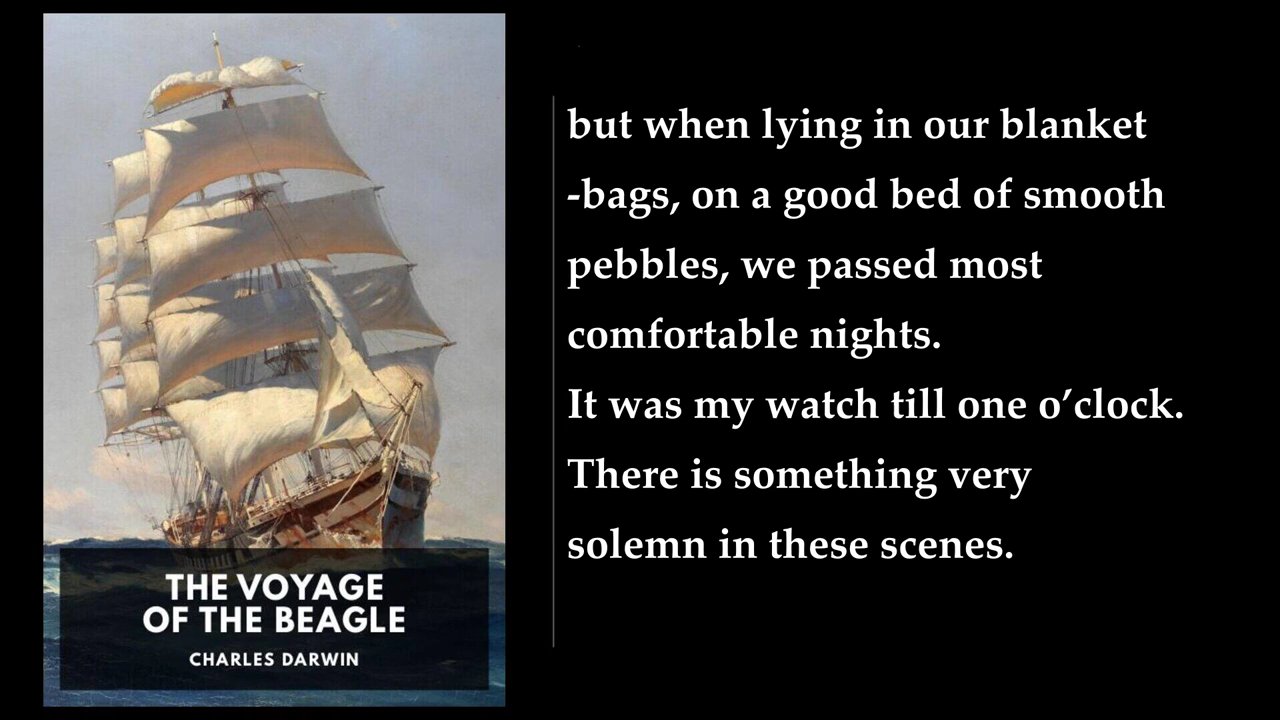 THE VOYAGE
OF THE BEAGLE
CHARLES DARWIN
but when lying in our blanket
-bags, on a good bed of smooth
pebbles, we passed most
comfortable nights.
It was my watch till one o’clock.
There is something very
solemn in these scenes.